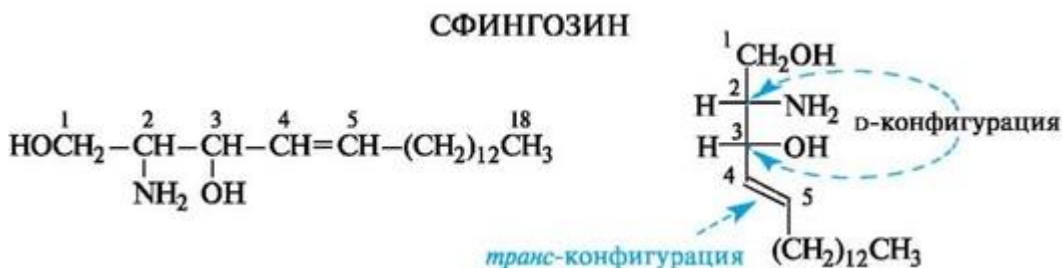 СФИНГОЗИН
1 2 3 4 5 18
HOCH₂–CH–CH–CH=CH–(CH₂)₁₂CH₃
NH₂ OH
1
CH₂OH
2
H NH₂
3
H OH
4 5
(CH₂)₁₂CH₃
D-конфигурация
транс-конфигурация